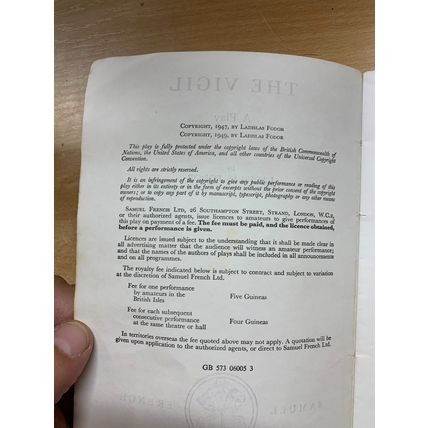 THE VIGIL
A Play
COPYRIGHT, 1947, BY LADISLAS FODOR
COPYRIGHT, 1949, BY LADISLAS FODOR
This play is fully protected under the copyright laws of the British Commonwealth of
Nations, the United States of America, and all other countries of the Universal Copyright
Convention.
All rights are strictly reserved.
It is an infringement of the copyright to give any public performance or reading of this
play either in its entirety or in the form of excerpts without the prior consent of the copyright
owners; or to copy any part of it by manuscript, typescript, photography or any other means
of reproduction.
SAMUEL FRENCH LTD, 26 SOUTHAMPTON STREET, STRAND, LONDON, W.C.2,
or their authorized agents, issue licences to amateurs to give performances of
this play on payment of a fee. The fee must be paid, and the licence obtained,
before a performance is given.
Licences are issued subject to the understanding that it shall be made clear in
all advertising matter that the audience will witness an amateur performance;
and that the names of the authors of plays shall be included in all announcements
and on all programmes.
The royalty fee indicated below is subject to contract and subject to variation
at the discretion of Samuel French Ltd.
Fee for one performance
by amateurs in the
British Isles Five Guineas
Fee for each subsequent
consecutive performance
at the same theatre or hall Four Guineas
In territories overseas the fee quoted above may not apply. A quotation will be
given upon application to the authorized agents, or direct to Samuel French Ltd.
GB 573 06005 3
SAMUEL FRENCH